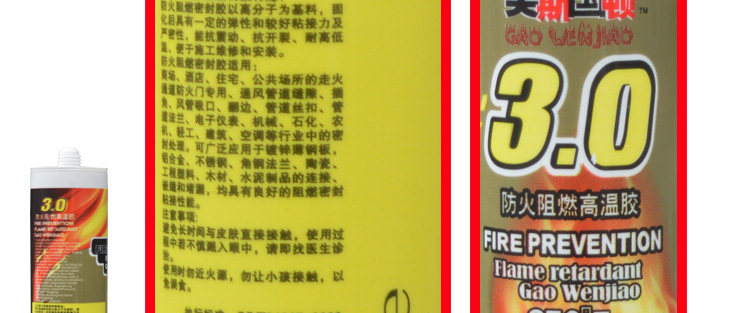 3.0
防火阻燃高温胶
FIRE PREVENTION
FLAME RETARDANT
GAO WENJIAO
防火阻燃密封胶以高分子为基料，固
化后具有一定的弹性和较好粘接力及
严密性，能抗震动、抗开裂、耐高低
温、便于施工维修和安装。
防火阻燃密封胶适用：
商场、酒店、住宅、公共场所的走火
通道防火门专用、通风管道缝隙、插
角、风管吸口、翻边、管道丝扣、管
道法兰、电子仪表、机械、石化、农
机、轻工、建筑、空调等行业中的密
封处理。可广泛应用于镀锌薄钢板、
铝合金、不锈钢、角钢法兰、陶瓷、
工程塑料、木材、水泥制品的连接、
嵌缝和堵漏，均具有良好的阻燃密封
粘接性能。
注意事项：
避免长时间与皮肤直接接触，使用过
程中若不慎溅入眼中，请即找医生诊
治。
使用时勿近火源，勿让小孩接触，以
免误食。
e
美斯固顿™
GAO WENJIAO
3.0
防火阻燃高温胶
FIRE PREVENTION
Flame retardant
Gao Wenjiao